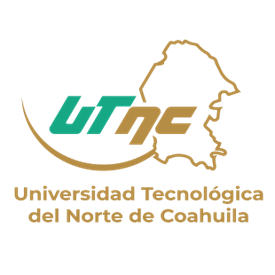 UTNC
Universidad Tecnológica
del Norte de Coahuila